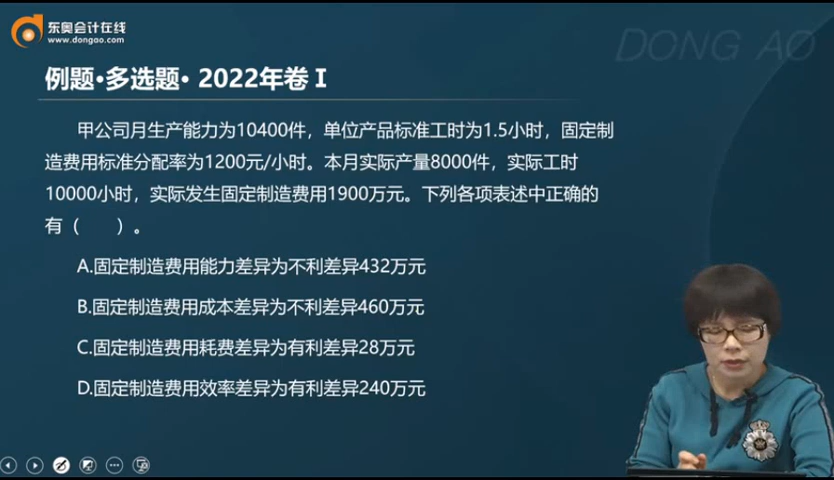 东奥会计在线
www.dongao.com
DONG AO
例题•多选题• 2022年卷Ⅰ
甲公司月生产能力为10400件，单位产品标准工时为1.5小时，固定制
造费用标准分配率为1200元/小时。本月实际产量8000件，实际工时
10000小时，实际发生固定制造费用1900万元。下列各项表述中正确的
有（　　）。
A.固定制造费用能力差异为不利差异432万元
B.固定制造费用成本差异为不利差异460万元
C.固定制造费用耗费差异为有利差异28万元
D.固定制造费用效率差异为有利差异240万元